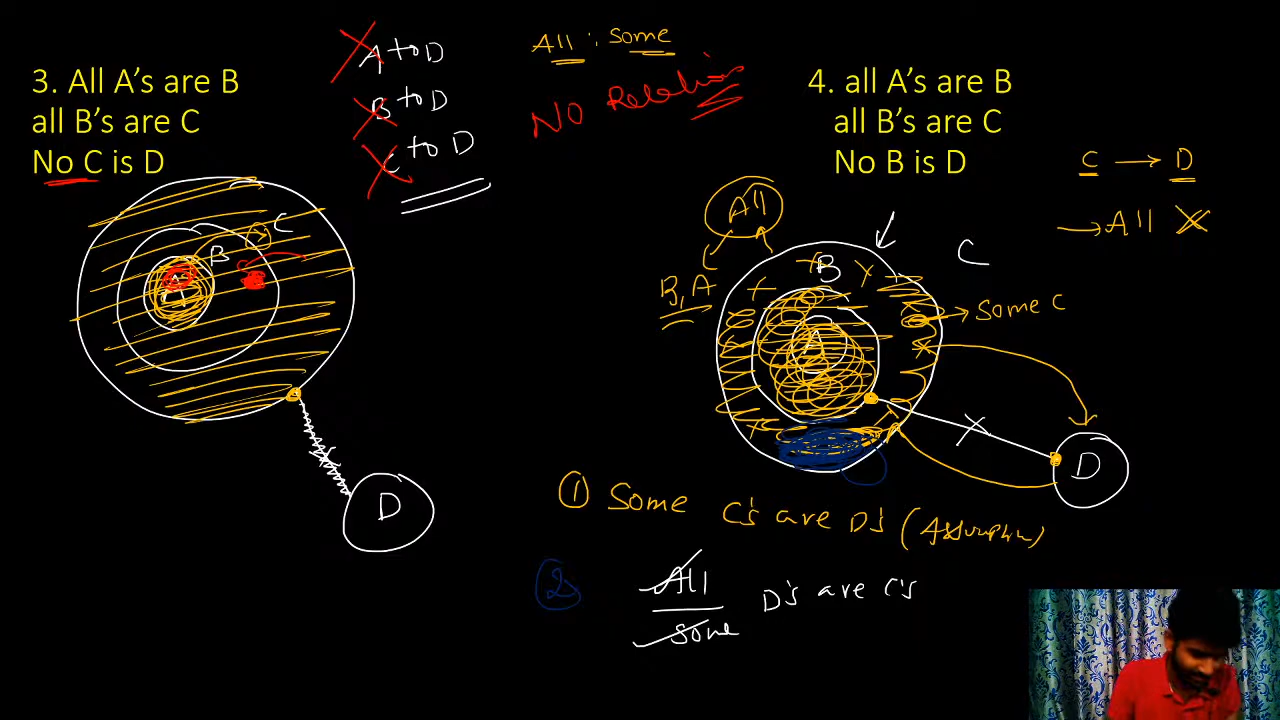 3. All A's are B
all B's are C
No C is D
A to D
B to D
C to D
All : Some
NO Relation
C
B
A
D
4. all A's are B
all B's are C
No B is D
C → D
→ All X
All
B, A
B
C
A
→ Some C
D
① Some C's are D's (Assumption)
② All
Some
D's are C's